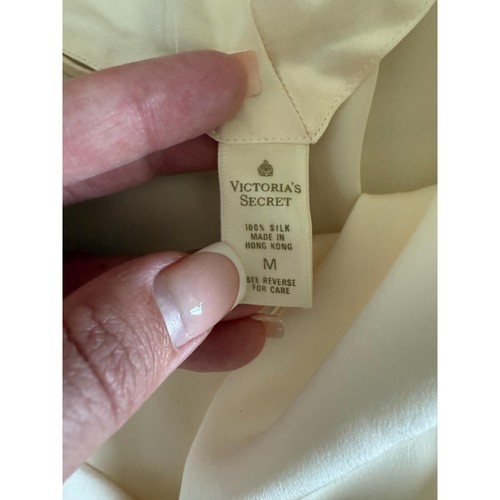 VICTORIA'S
SECRET
100% SILK
MADE IN
HONG KONG
M
SEE REVERSE
FOR CARE